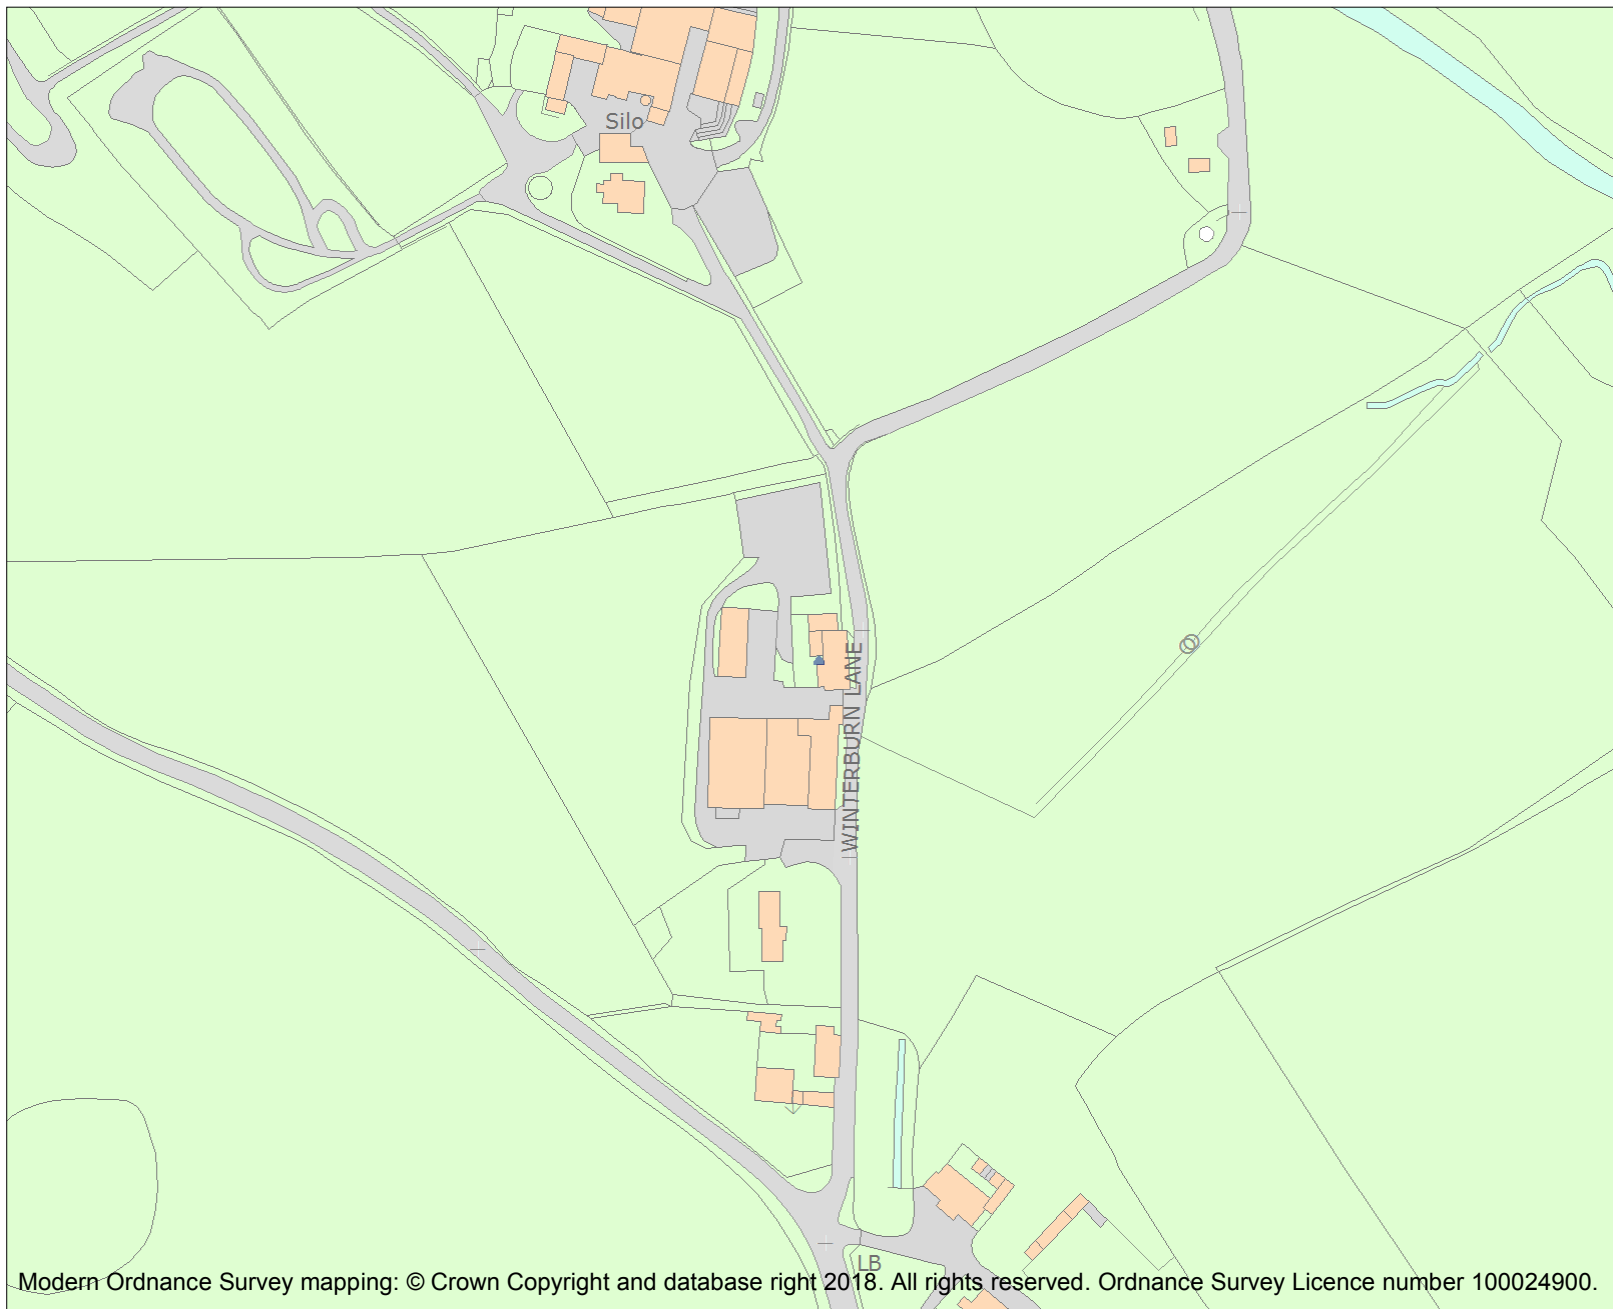 Silo
WINTERBURN LANE
LB
Modern Ordnance Survey mapping: © Crown Copyright and database right 2018. All rights reserved. Ordnance Survey Licence number 100024900.